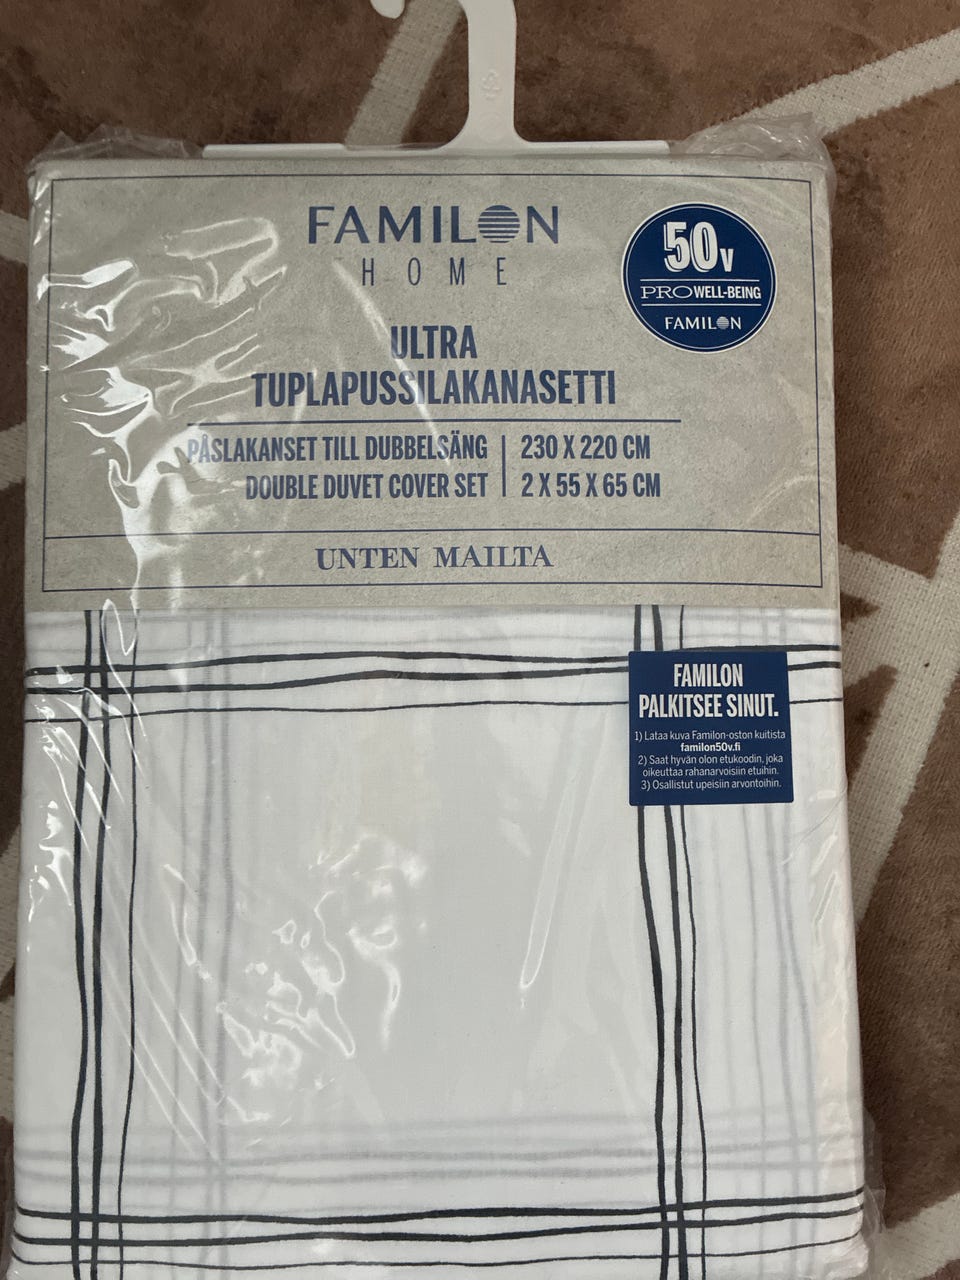 FAMILON
HOME
50v
PRO WELL-BEING
FAMILON
ULTRA
TUPLAPUSSILAKANASETTI
PÅSLAKANSET TILL DUBBELSÄNG
DOUBLE DUVET COVER SET
230 X 220 CM
2 X 55 X 65 CM
UNTEN MAILTA
FAMILON
PALKITSEE SINUT.
1) Lataa kuva Familon-oston kuitista
familon50v.fi
2) Saat hyvän olon etukoodin, joka
oikeuttaa rahanarvoisiin etuihin.
3) Osallistut upeisiin arvontoihin.